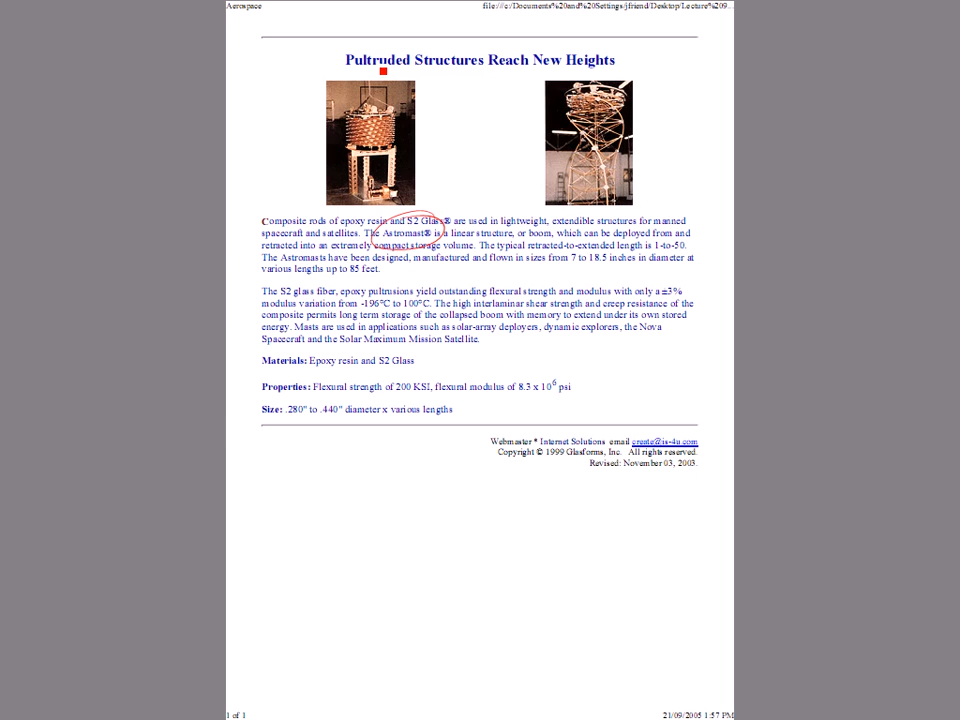 Aerospace file:///c:/Documents%20and%20Settings/jfriend/Desktop/Lecture%209...
Pultruded Structures Reach New Heights
Composite rods of epoxy resin and S2 Glass® are used in lightweight, extendible structures for manned
spacecraft and satellites. The Astromast® is a linear structure, or boom, which can be deployed from and
retracted into an extremely compact storage volume. The typical retracted-to-extended length is 1-to-50.
The Astromasts have been designed, manufactured and flown in sizes from 7 to 18.5 inches in diameter at
various lengths up to 85 feet.
The S2 glass fiber, epoxy pultrusions yield outstanding flexural strength and modulus with only a ±3%
modulus variation from -196°C to 100°C. The high interlaminar shear strength and creep resistance of the
composite permits long term storage of the collapsed boom with memory to extend under its own stored
energy. Masts are used in applications such as solar-array deployers, dynamic explorers, the Nova
Spacecraft and the Solar Maximum Mission Satellite.
Materials: Epoxy resin and S2 Glass
Properties: Flexural strength of 200 KSI, flexural modulus of 8.3 x 10⁶ psi
Size: .280" to .440" diameter x various lengths
Webmaster * Internet Solutions email create@is-4u.com
Copyright © 1999 Glasforms, Inc. All rights reserved.
Revised: November 03, 2003.
1 of 1 21/09/2005 1:57 PM